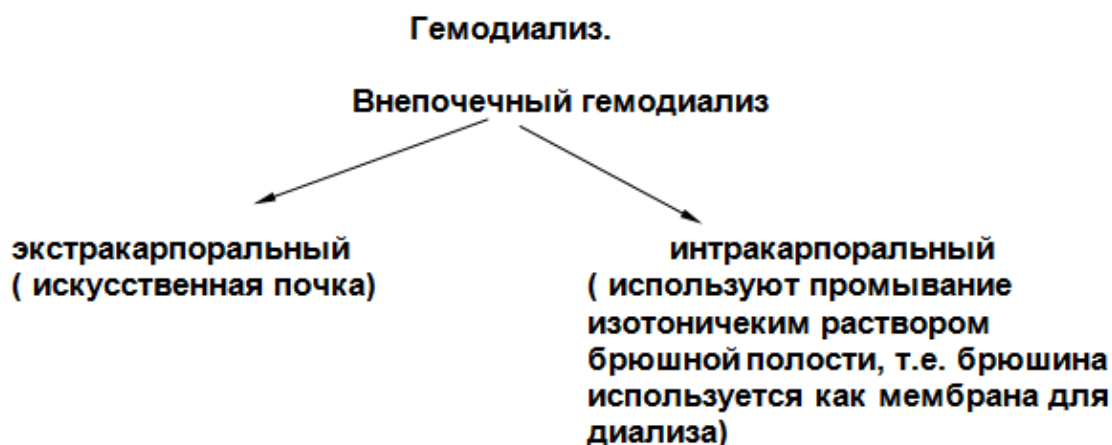 Гемодиализ.
Внепочечный гемодиализ
экстракарпоральный
( искусственная почка)
интракарпоральный
( используют промывание
изотоничеким раствором
брюшной полости, т.е. брюшина
используется как мембрана для
диализа)